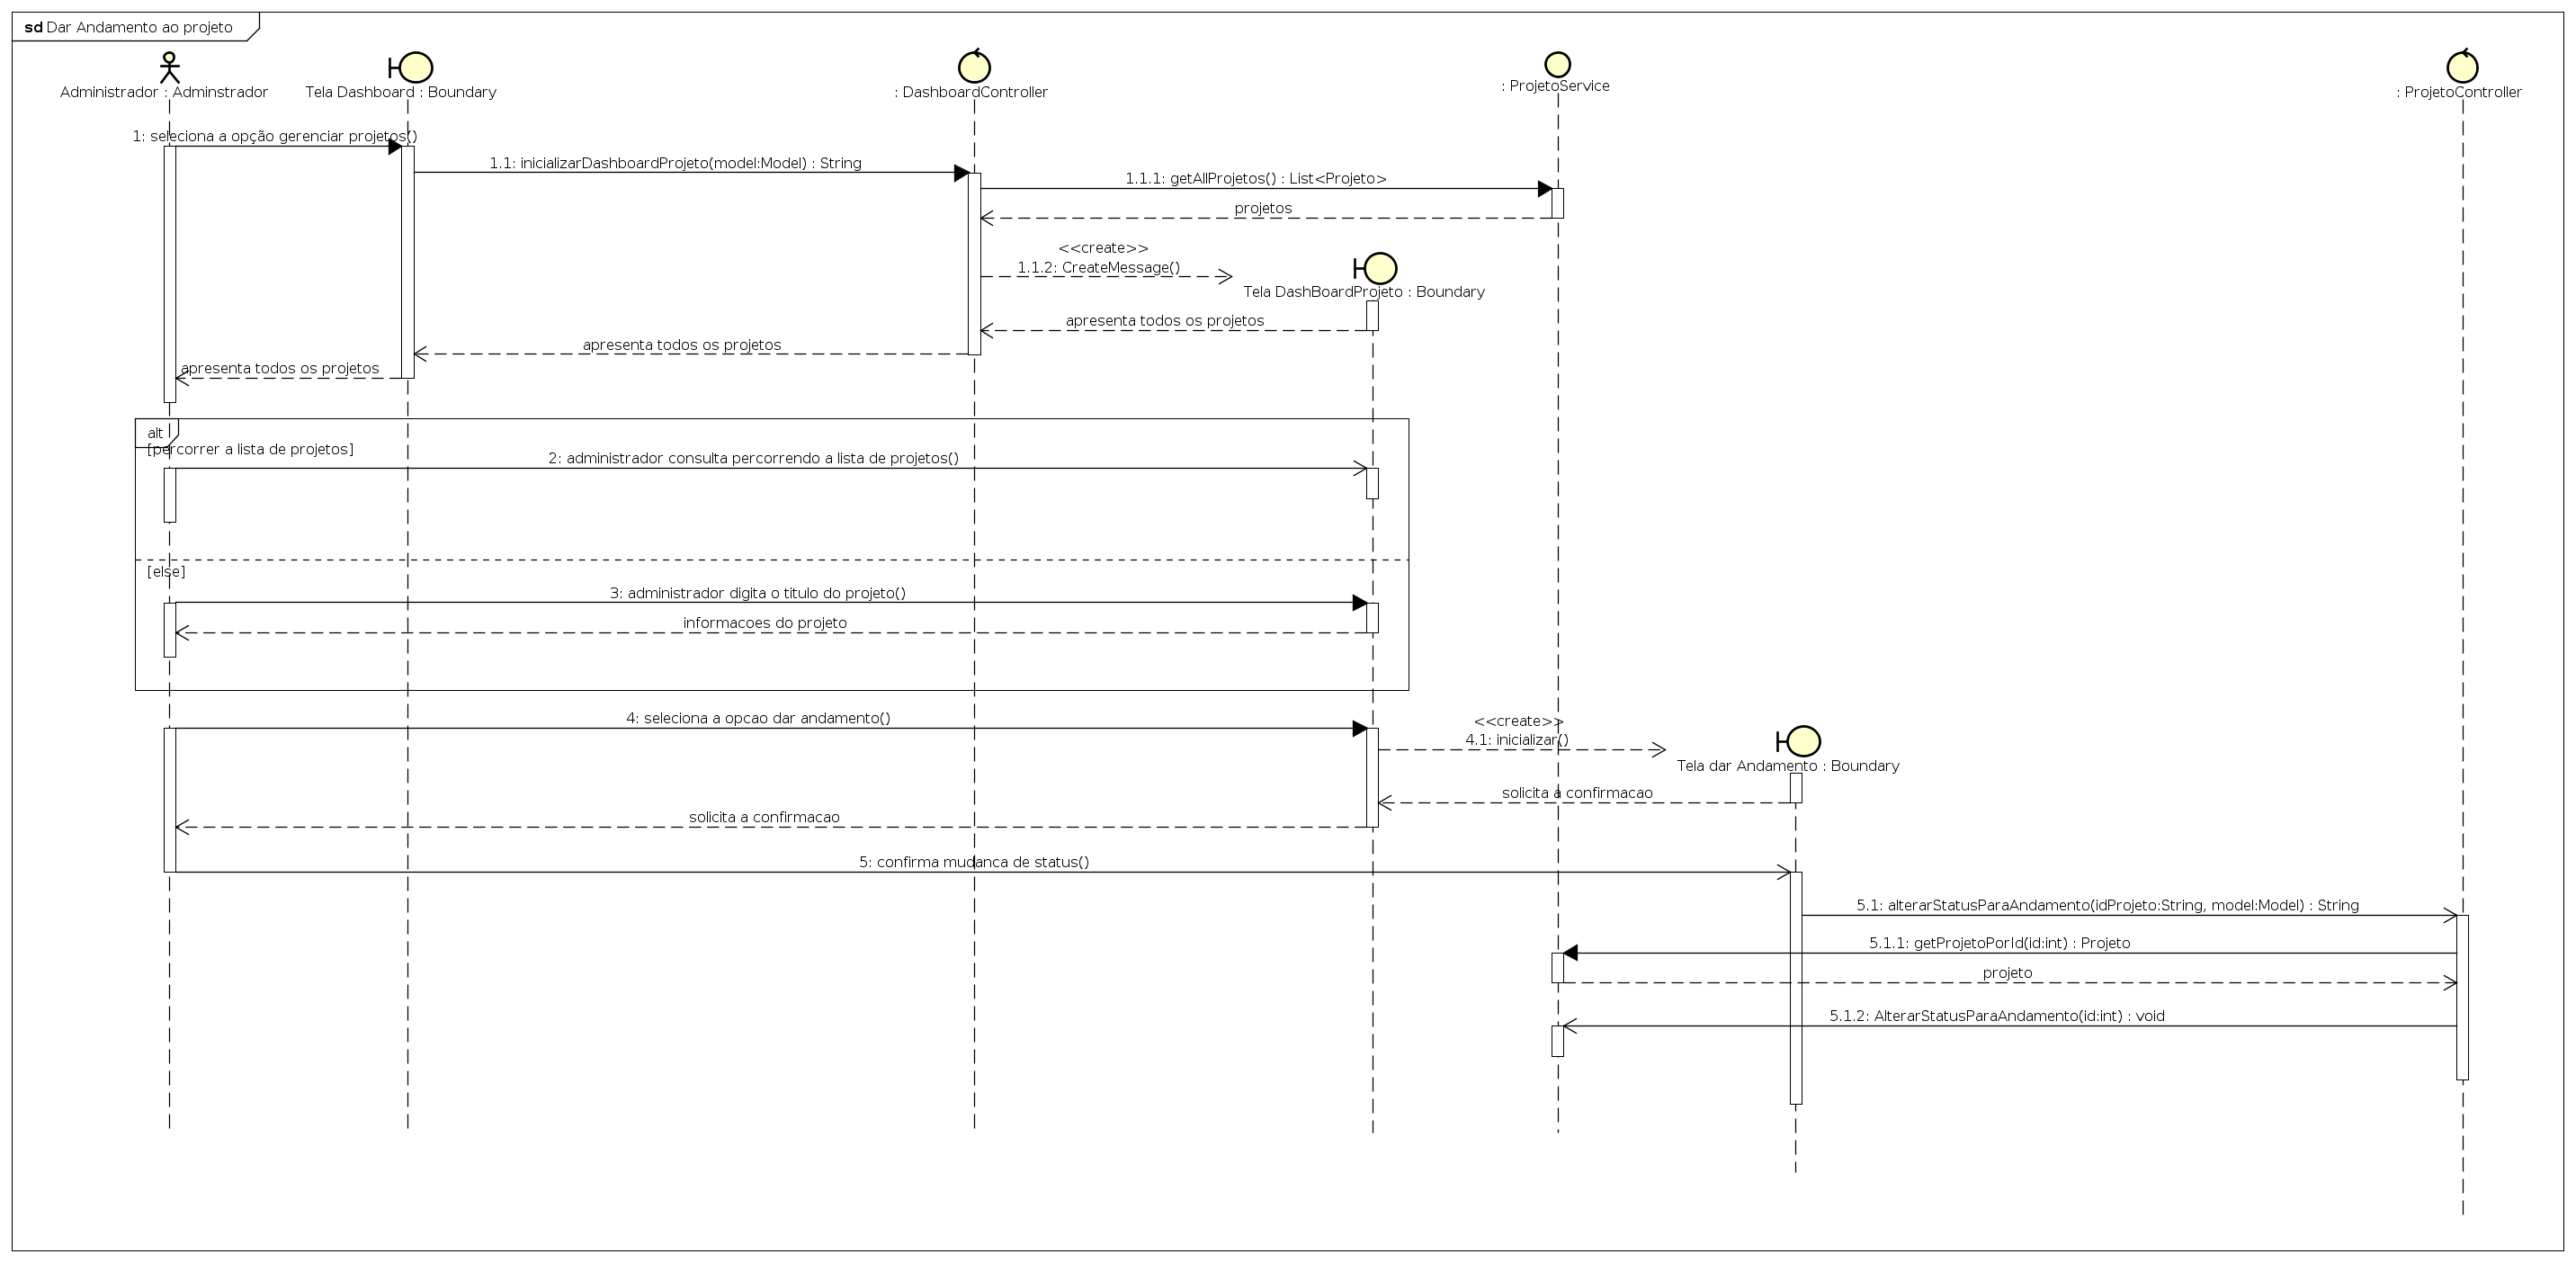 sd Dar Andamento ao projeto
Administrador : Adminstrador
Tela Dashboard : Boundary
: DashboardController
: ProjetoService
: ProjetoController
1: seleciona a opção gerenciar projetos()
1.1: inicializarDashboardProjeto(model:Model) : String
1.1.1: getAllProjetos() : List<Projeto>
projetos
<<create>>
1.1.2: CreateMessage()
Tela DashBoardProjeto : Boundary
apresenta todos os projetos
apresenta todos os projetos
apresenta todos os projetos
alt
[percorrer a lista de projetos]
2: administrador consulta percorrendo a lista de projetos()
[else]
3: administrador digita o titulo do projeto()
informacoes do projeto
4: seleciona a opcao dar andamento()
<<create>>
4.1: inicializar()
Tela dar Andamento : Boundary
solicita a confirmacao
solicita a confirmacao
5: confirma mudanca de status()
5.1: alterarStatusParaAndamento(idProjeto:String, model:Model) : String
5.1.1: getProjetoPorId(id:int) : Projeto
projeto
5.1.2: AlterarStatusParaAndamento(id:int) : void